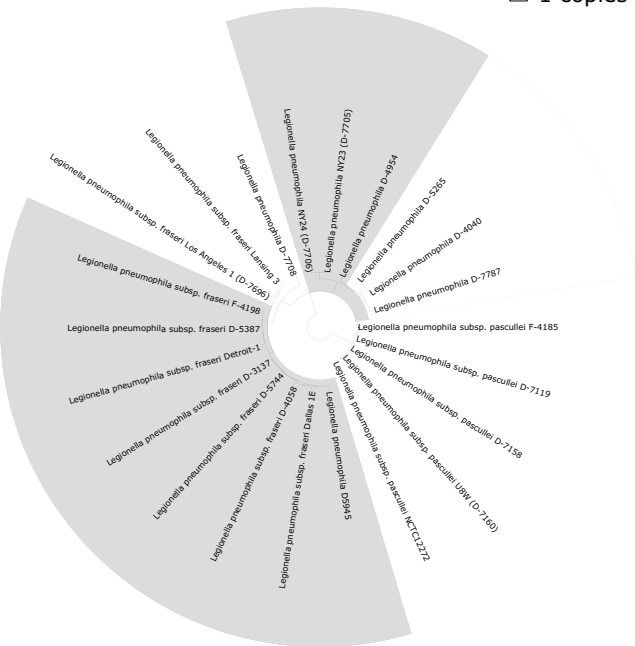 1 copies
Legionella pneumophila NY24 (D-7706)
Legionella pneumophila NY23 (D-7705)
Legionella pneumophila D-4954
Legionella pneumophila D-5265
Legionella pneumophila D-4040
Legionella pneumophila D-7787
Legionella pneumophila subsp. pascullei F-4185
Legionella pneumophila subsp. pascullei D-7119
Legionella pneumophila subsp. pascullei D-7158
Legionella pneumophila subsp. pascullei U8W (D-7160)
Legionella pneumophila subsp. pascullei NCTC12272
Legionella pneumophila D5945
Legionella pneumophila subsp. fraseri Dallas 1E
Legionella pneumophila subsp. fraseri D-4058
Legionella pneumophila subsp. fraseri D-5744
Legionella pneumophila subsp. fraseri D-3137
Legionella pneumophila subsp. fraseri Detroit-1
Legionella pneumophila subsp. fraseri D-5387
Legionella pneumophila subsp. fraseri F-4198
Legionella pneumophila subsp. fraseri Los Angeles 1 (D-7696)
Legionella pneumophila subsp. fraseri Lansing 3
Legionella pneumophila D-7708